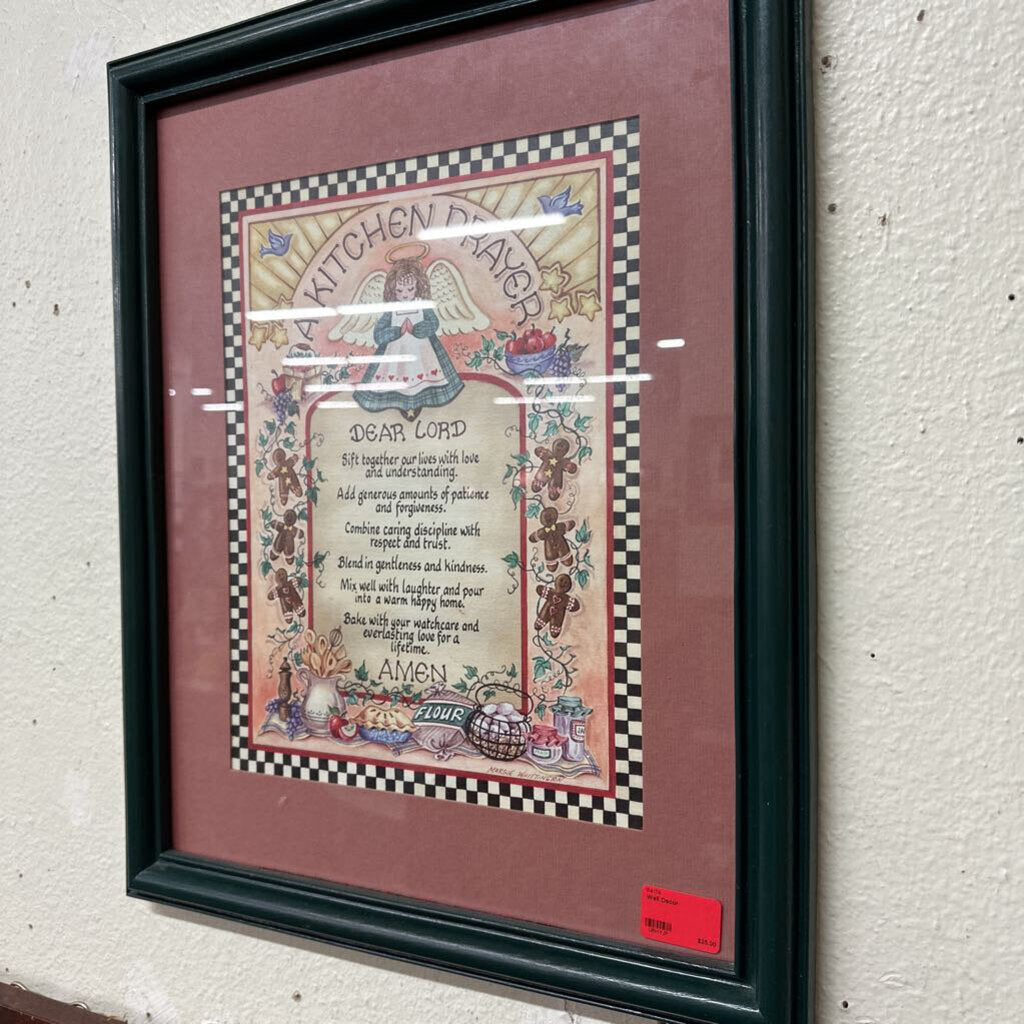 A KITCHEN PRAYER
DEAR LORD
Sift together our lives with love
and understanding.
Add generous amounts of patience
and forgiveness.
Combine caring discipline with
respect and trust.
Blend in gentleness and kindness.
Mix well with laughter and pour
into a warm happy home.
Bake with your watchcare and
everlasting love for a
lifetime.
AMEN
FLOUR
Wall Decor